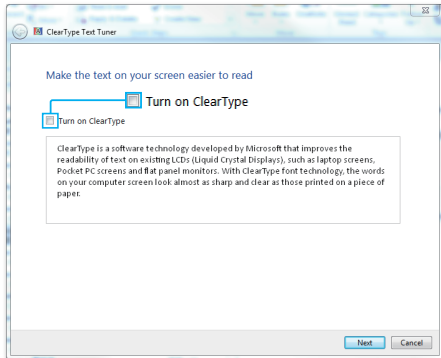 ClearType Text Tuner
Make the text on your screen easier to read
Turn on ClearType
Turn on ClearType
ClearType is a software technology developed by Microsoft that improves the
readability of text on existing LCDs (Liquid Crystal Displays), such as laptop screens,
Pocket PC screens and flat panel monitors. With ClearType font technology, the words
on your computer screen look almost as sharp and clear as those printed on a piece of
paper.
Next Cancel